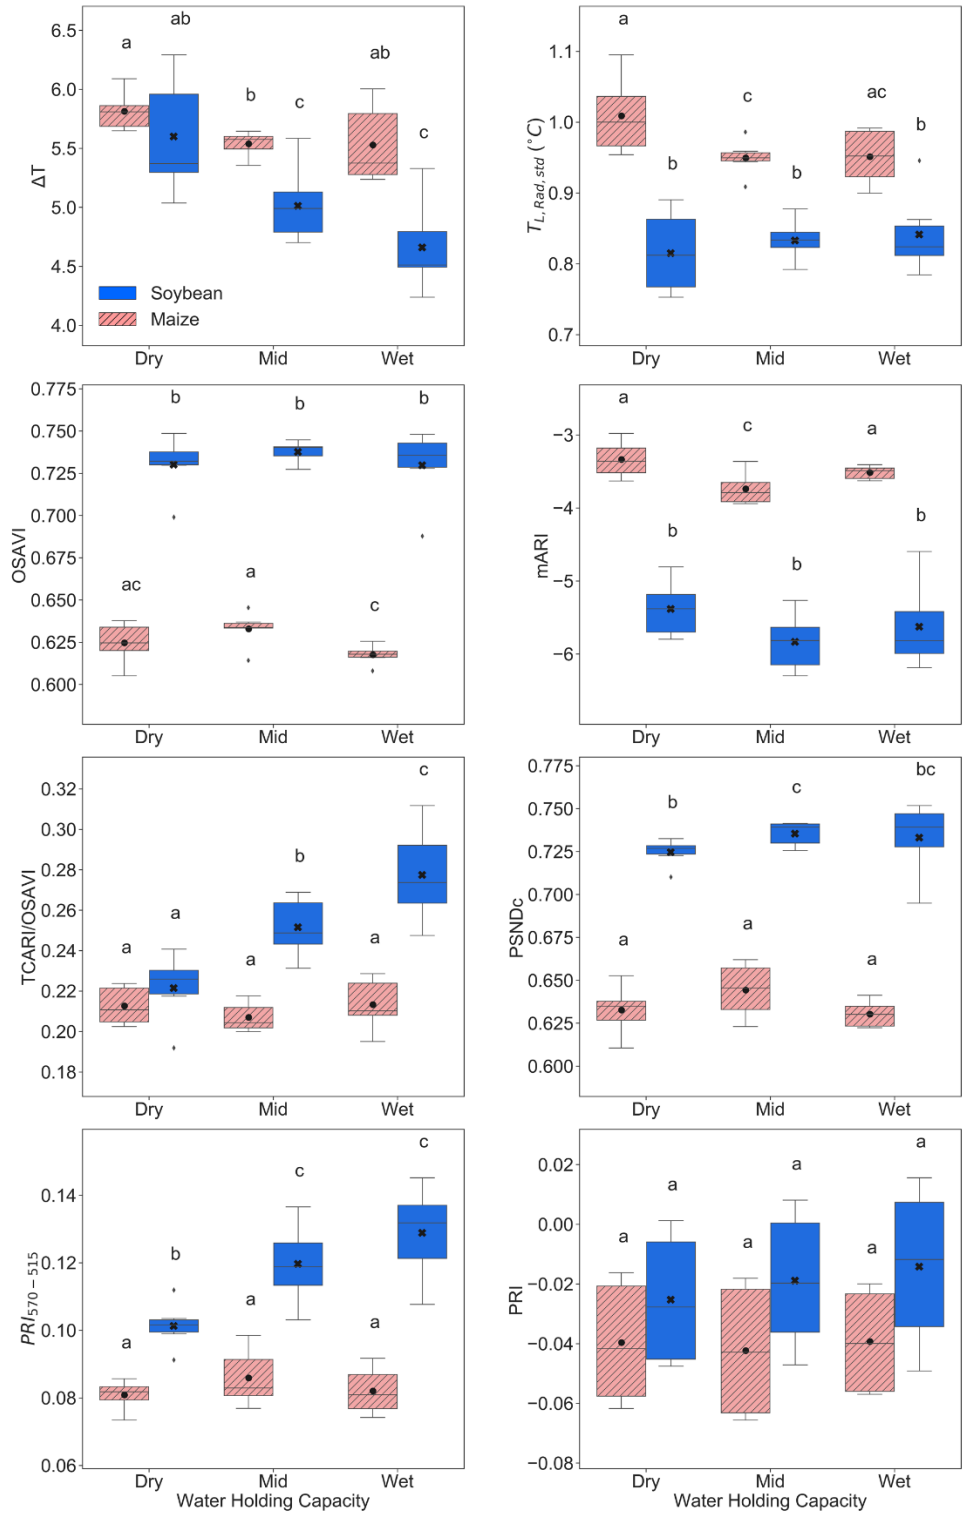 6.5
6.0
5.5
5.0
4.5
4.0
ΔT
a
ab
b
c
ab
c
Soybean
Maize
Dry
Mid
Wet
1.1
1.0
0.9
0.8
0.7
T_{L,Rad,std} (°C)
a
b
c
b
ac
b
Dry
Mid
Wet
0.775
0.750
0.725
0.700
0.675
0.650
0.625
0.600
OSAVI
ac
b
a
b
c
b
Dry
Mid
Wet
−3
−4
−5
−6
mARI
a
b
c
b
a
b
Dry
Mid
Wet
0.32
0.30
0.28
0.26
0.24
0.22
0.20
0.18
TCARI/OSAVI
a
a
a
b
a
c
Dry
Mid
Wet
0.775
0.750
0.725
0.700
0.675
0.650
0.625
0.600
PSNDc
a
b
a
c
a
bc
Dry
Mid
Wet
0.14
0.12
0.10
0.08
0.06
PRI_{570−515}
a
b
a
c
a
c
Dry
Mid
Wet
Water Holding Capacity
0.02
0.00
−0.02
−0.04
−0.06
−0.08
PRI
a
a
a
a
a
a
Dry
Mid
Wet
Water Holding Capacity